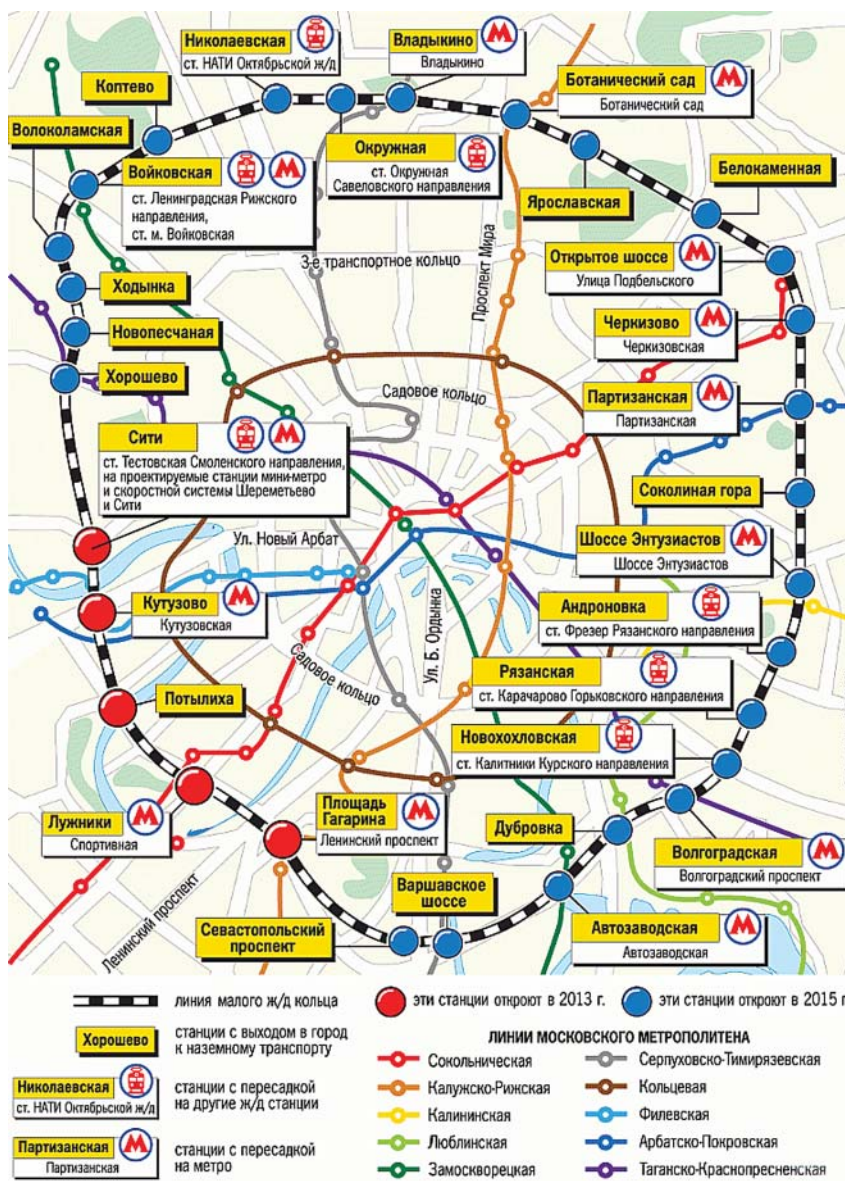 Николаевская
ст. НАТИ Октябрьской ж/д
Владыкино
Владыкино
Ботанический сад
Ботанический сад
Коптево
Волоколамская
Войковская
ст. Ленинградская Рижского
направления,
ст. м. Войковская
Окружная
ст. Окружная
Савеловского направления
Ярославская
Белокаменная
3-е транспортное кольцо
Проспект Мира
Открытое шоссе
Улица Подбельского
Ходынка
Новопесчаная
Черкизово
Черкизовская
Хорошево
Садовое кольцо
Партизанская
Партизанская
Сити
ст. Тестовская Смоленского направления,
на проектируемые станции мини-метро
и скоростной системы Шереметьево
и Сити
Соколиная гора
Ул. Новый Арбат
Шоссе Энтузиастов
Шоссе Энтузиастов
Кутузово
Кутузовская
Андроновка
ст. Фрезер Рязанского направления
Садовое кольцо
Ул. Б. Ордынка
Рязанская
ст. Карачарово Горьковского направления
Потылиха
Новохохловская
ст. Калитники Курского направления
Лужники
Спортивная
Площадь
Гагарина
Ленинский проспект
Дубровка
Волгоградская
Волгоградский проспект
Ленинский проспект
Варшавское
шоссе
Севастопольский
проспект
Автозаводская
Автозаводская
линия малого ж/д кольца
эти станции откроют в 2013 г.
эти станции откроют в 2015 г
Хорошево
станции с выходом в город
к наземному транспорту
Николаевская
ст. НАТИ Октябрьской ж/д
станции с пересадкой
на другие ж/д станции
Партизанская
Партизанская
станции с пересадкой
на метро
ЛИНИИ МОСКОВСКОГО МЕТРОПОЛИТЕНА
Сокольническая
Калужско-Рижская
Калининская
Люблинская
Замоскворецкая
Серпуховско-Тимирязевская
Кольцевая
Филевская
Арбатско-Покровская
Таганско-Краснопресненская